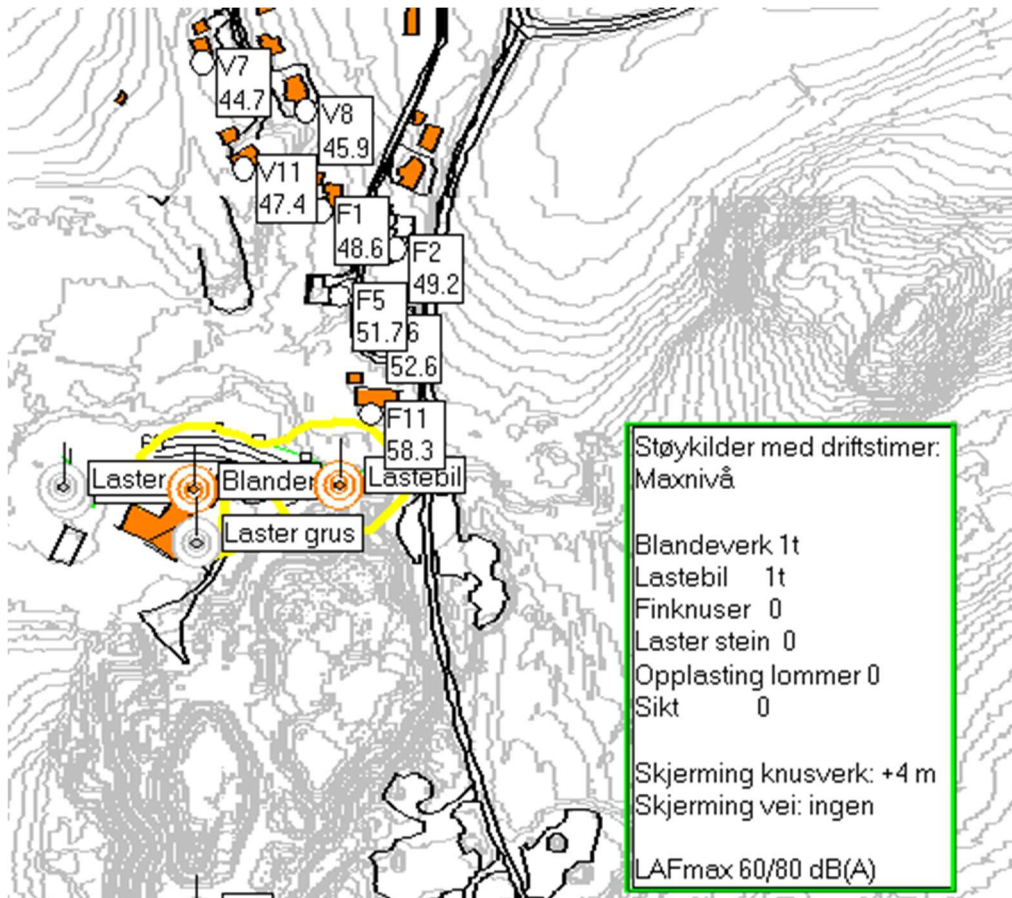 V7
44.7
V8
45.9
V11
47.4
F1
48.6
F2
49.2
F5
51.7
6
52.6
F11
58.3
Laster
Blander
Lastebil
Laster grus
Støykilder med driftstimer:
Maxnivå
Blandeverk 1t
Lastebil 1t
Finknuser 0
Laster stein 0
Opplasting lommer 0
Sikt 0
Skjerming knusverk: +4 m
Skjerming vei: ingen
LAFmax 60/80 dB(A)